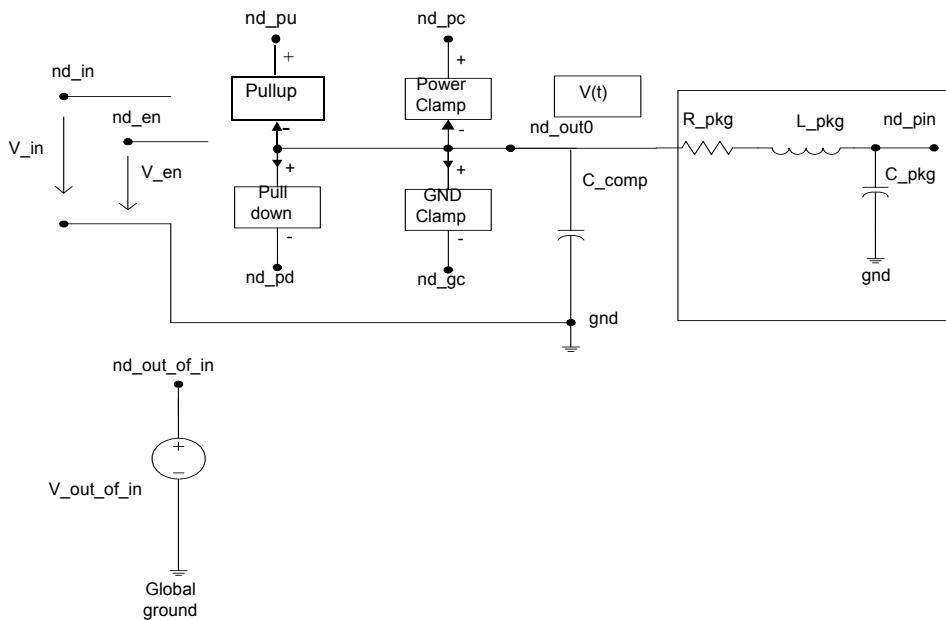 nd_pu
nd_pc
+
+
nd_in
Pullup
Power
Clamp
V(t)
nd_en
-
-
nd_out0
R_pkg
L_pkg
nd_pin
V_in
V_en
+
+
C_comp
C_pkg
Pull
down
GND
Clamp
-
-
nd_pd
nd_gc
gnd
gnd
nd_out_of_in
+
–
V_out_of_in
Global
ground